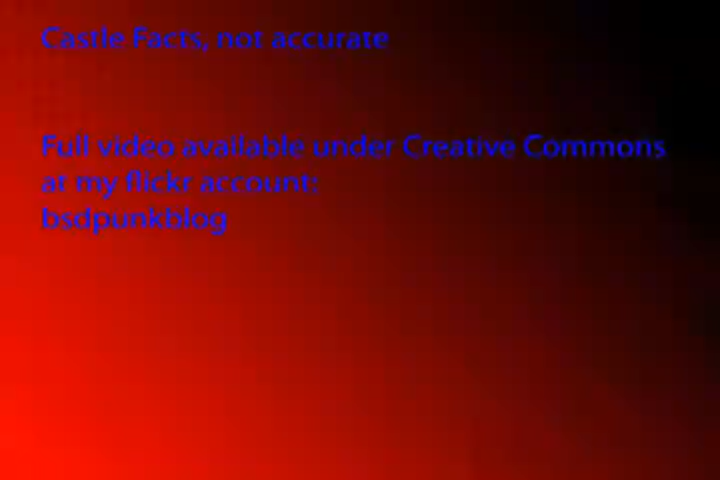 Castle Facts, not accurate
Full video available under Creative Commons
at my flickr account:
bsdpunkblog